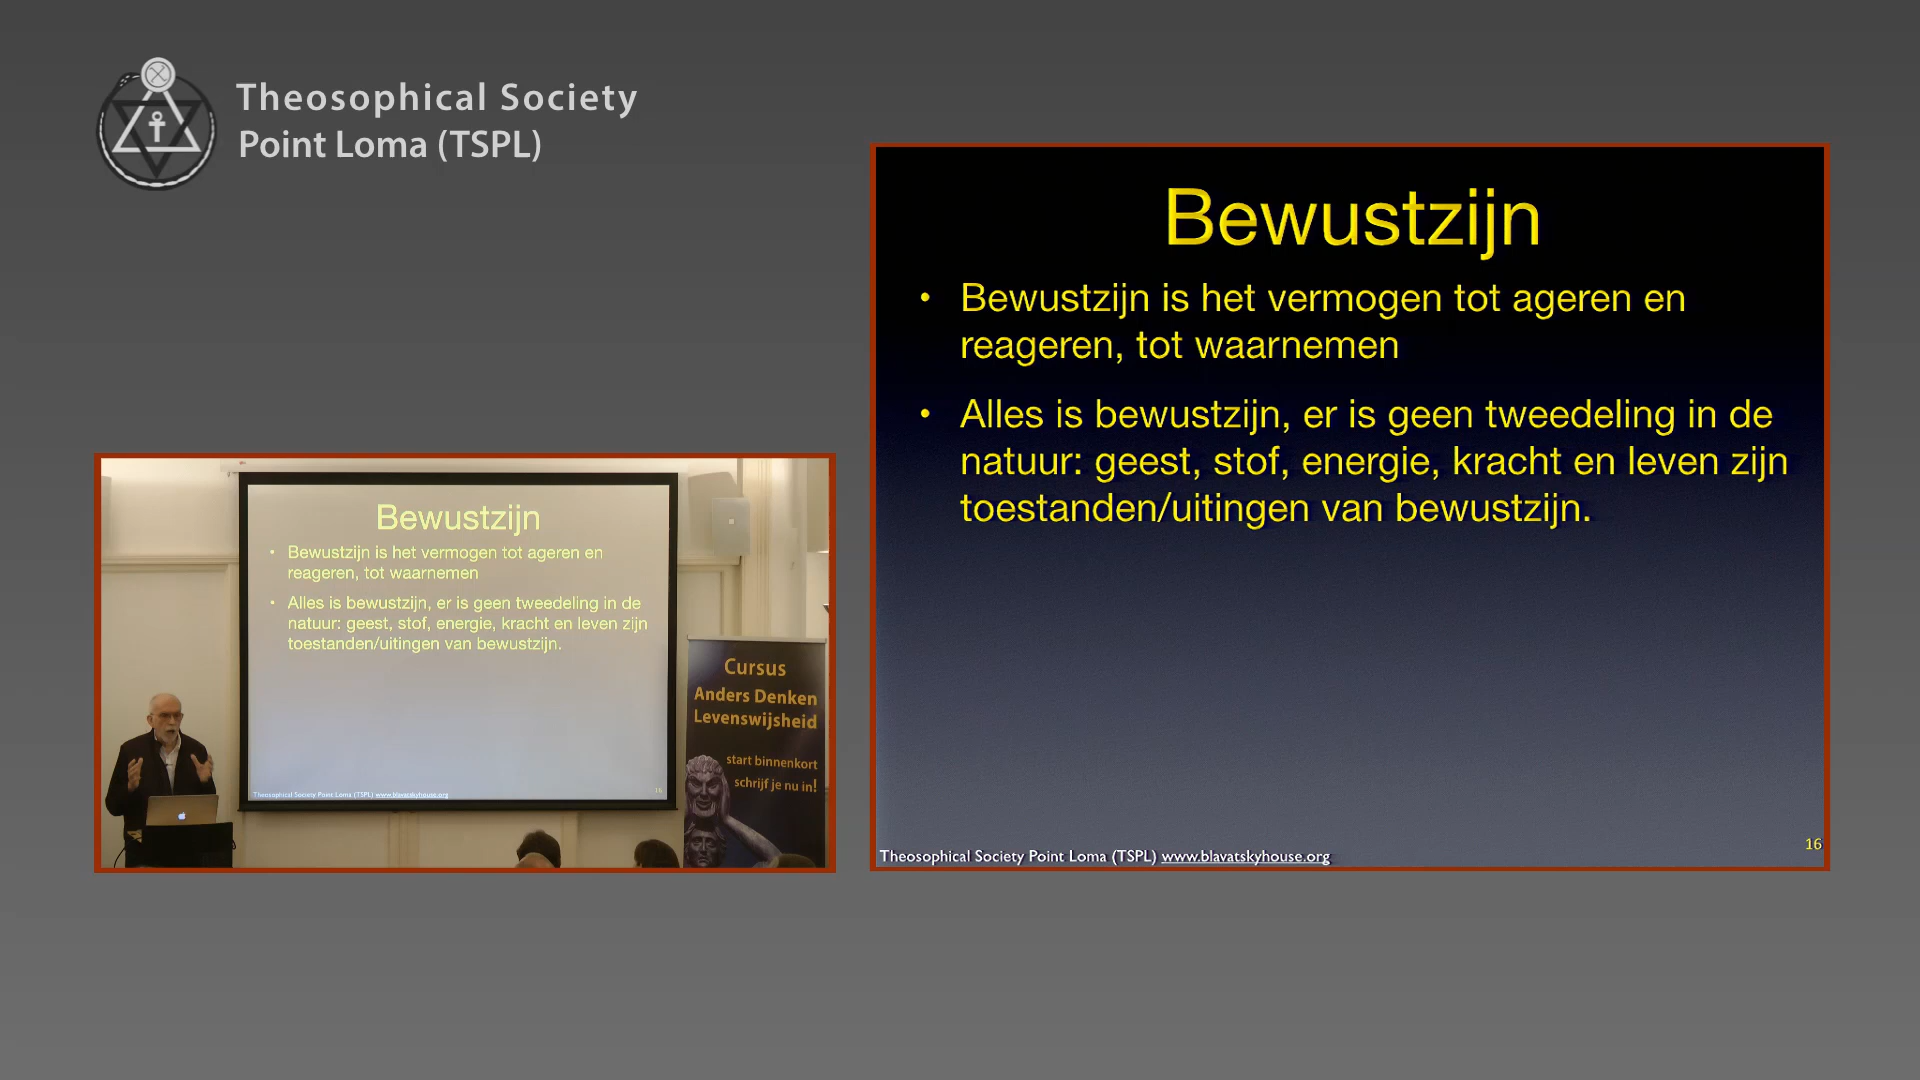 Theosophical Society
Point Loma (TSPL)
Bewustzijn
• Bewustzijn is het vermogen tot ageren en
reageren, tot waarnemen
• Alles is bewustzijn, er is geen tweedeling in de
natuur: geest, stof, energie, kracht en leven zijn
toestanden/uitingen van bewustzijn.
Theosophical Society Point Loma (TSPL) www.blavatskyhouse.org
16
Bewustzijn
• Bewustzijn is het vermogen tot ageren en
reageren, tot waarnemen
• Alles is bewustzijn, er is geen tweedeling in de
natuur: geest, stof, energie, kracht en leven zijn
toestanden/uitingen van bewustzijn.
Theosophical Society Point Loma (TSPL) www.blavatskyhouse.org
16
Cursus
Anders Denken
Levenswijsheid
start binnenkort
schrijf je nu in!